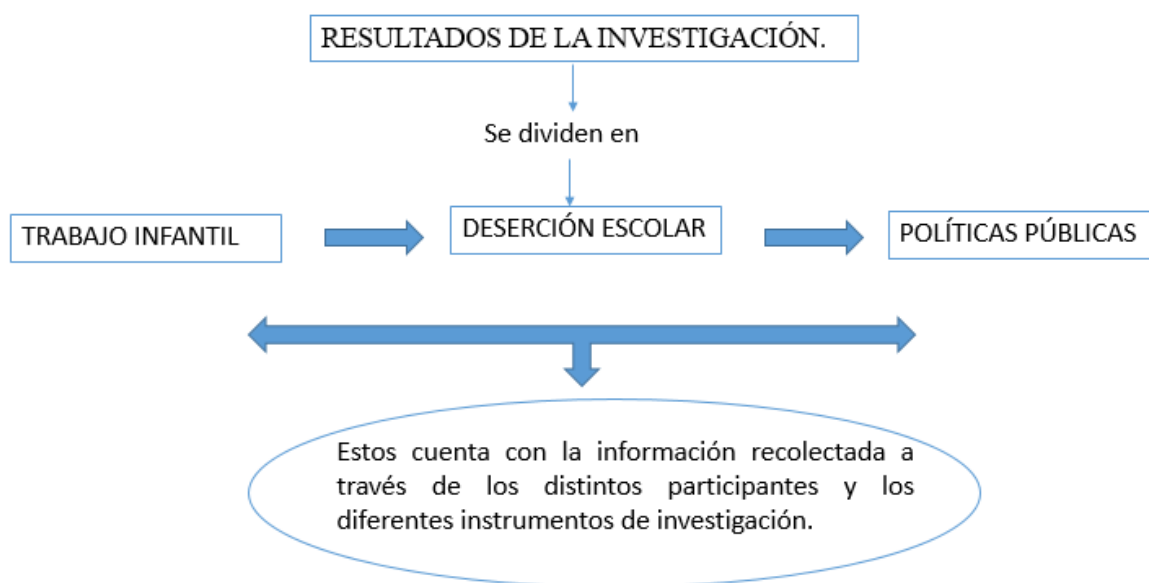 RESULTADOS DE LA INVESTIGACIÓN.
Se dividen en
TRABAJO INFANTIL
DESERCIÓN ESCOLAR
POLÍTICAS PÚBLICAS
Estos cuenta con la información recolectada a
través de los distintos participantes y los
diferentes instrumentos de investigación.